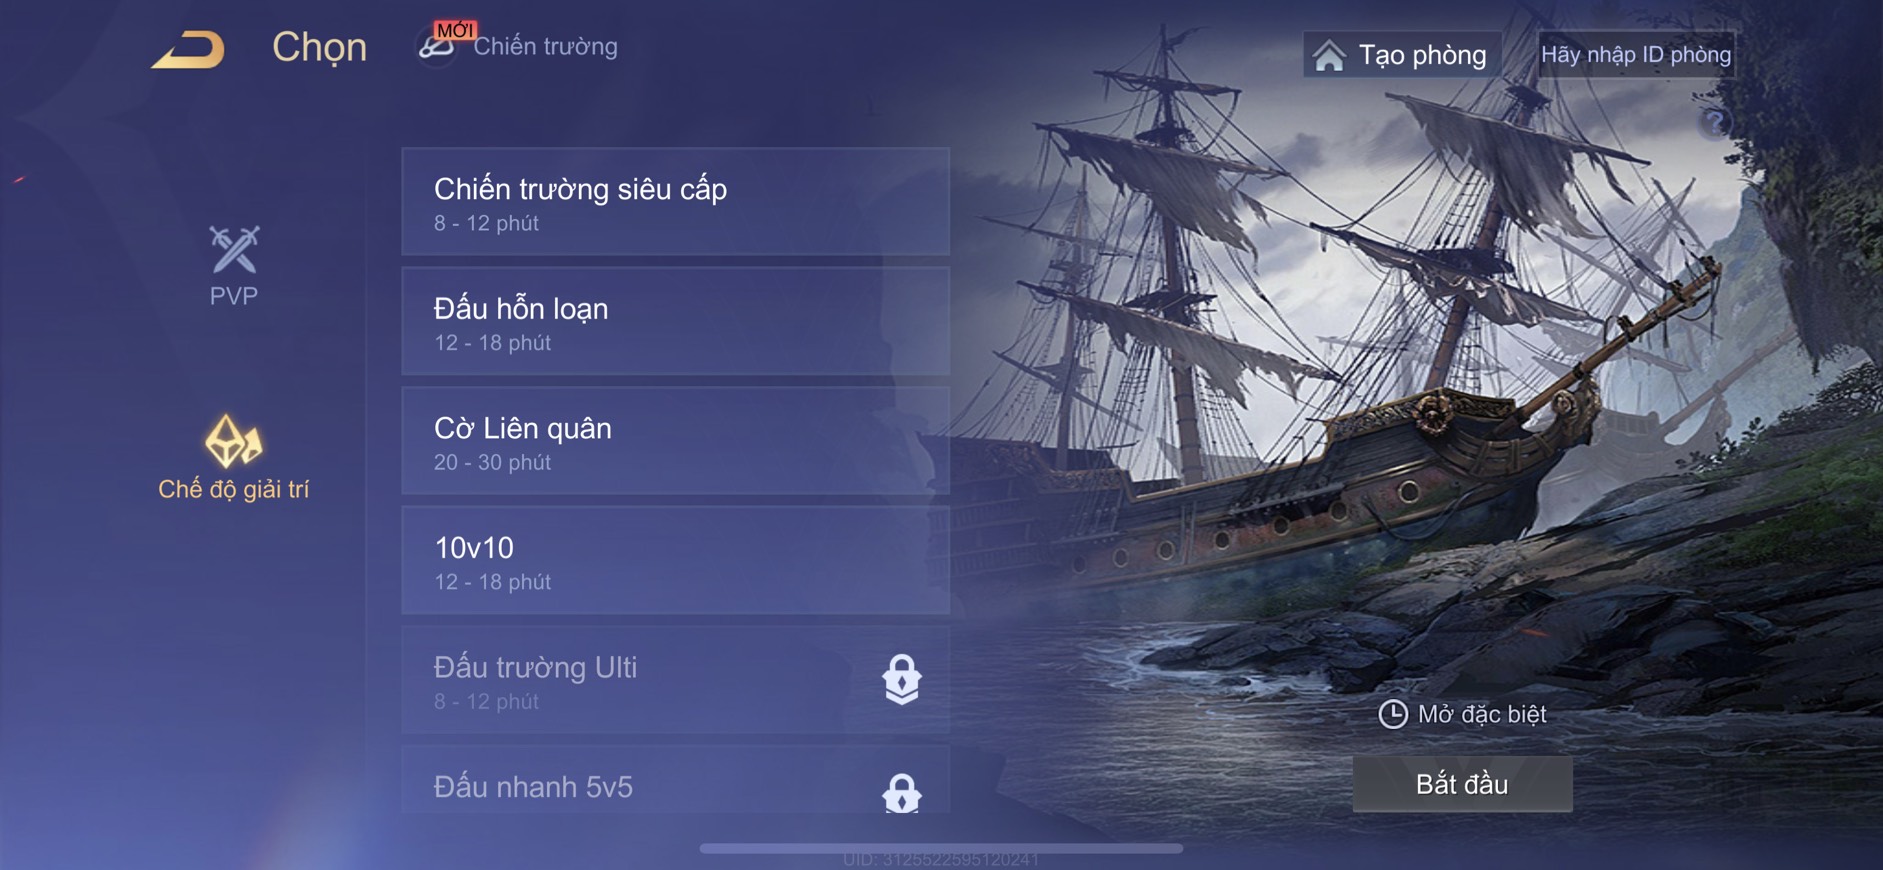 Chọn
MỚI
Chiến trường
Tạo phòng
Hãy nhập ID phòng
?
PVP
Chế độ giải trí
Chiến trường siêu cấp
8 - 12 phút
Đấu hỗn loạn
12 - 18 phút
Cờ Liên quân
20 - 30 phút
10v10
12 - 18 phút
Đấu trường Ulti
8 - 12 phút
Đấu nhanh 5v5
Mở đặc biệt
Bắt đầu
UID: 3125522595120241